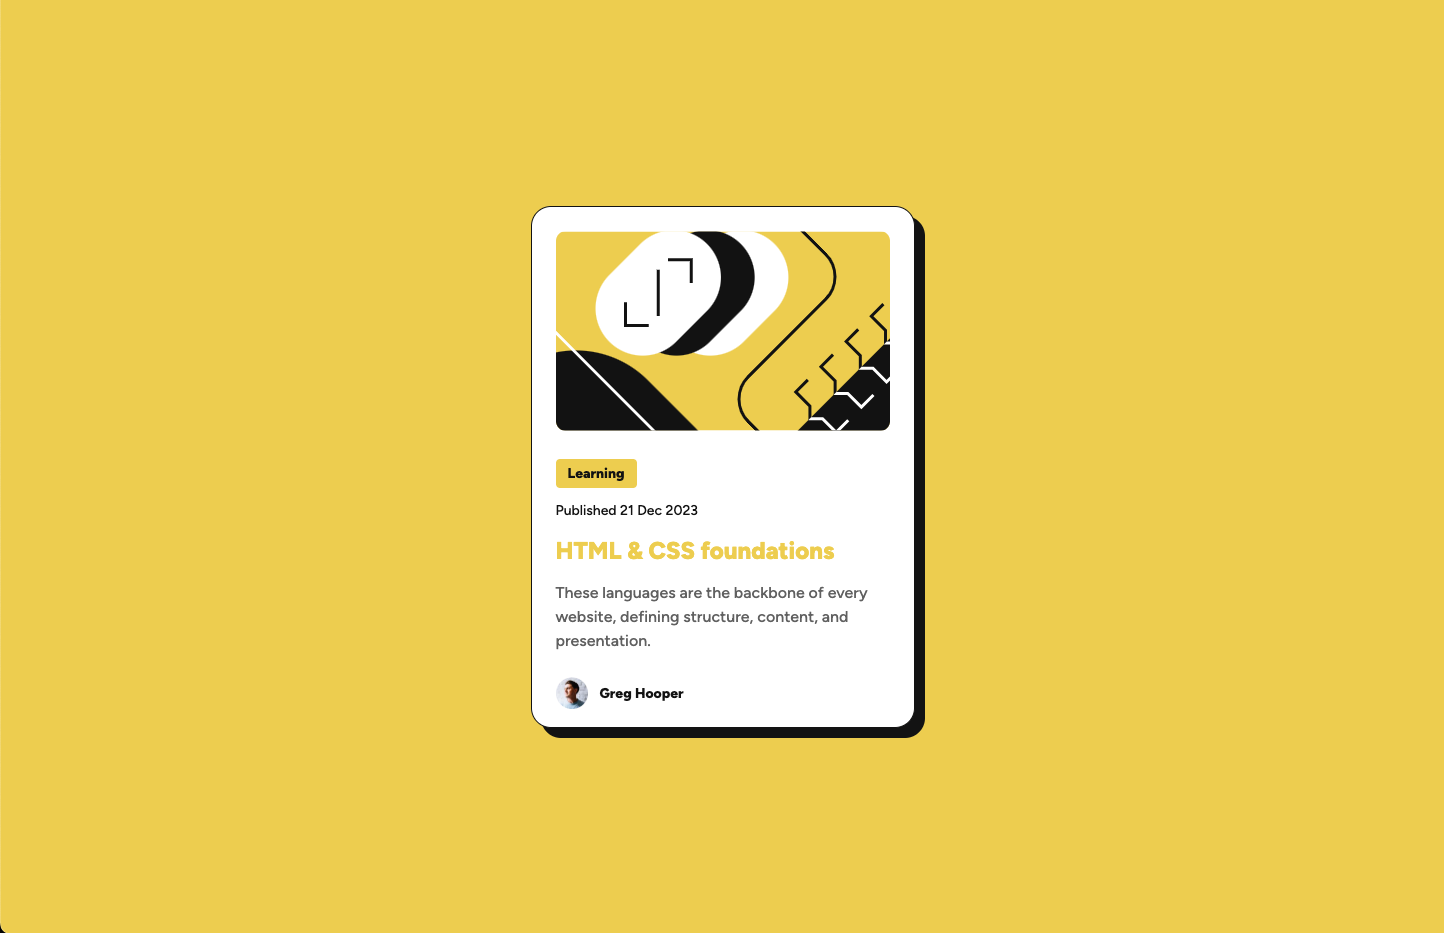 Learning
Published 21 Dec 2023
HTML & CSS foundations
These languages are the backbone of every
website, defining structure, content, and
presentation.
Greg Hooper